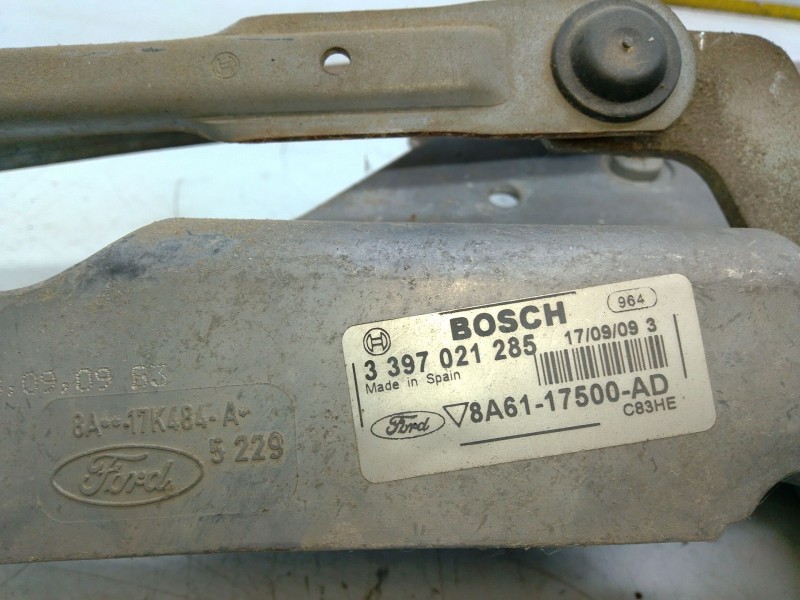 964
BOSCH
17/09/09 3
3 397 021 285
Made in Spain
8A61-17500-AD
C83HE
Ford
09,09 B3
8A**-17K484-A*
5 229
Ford